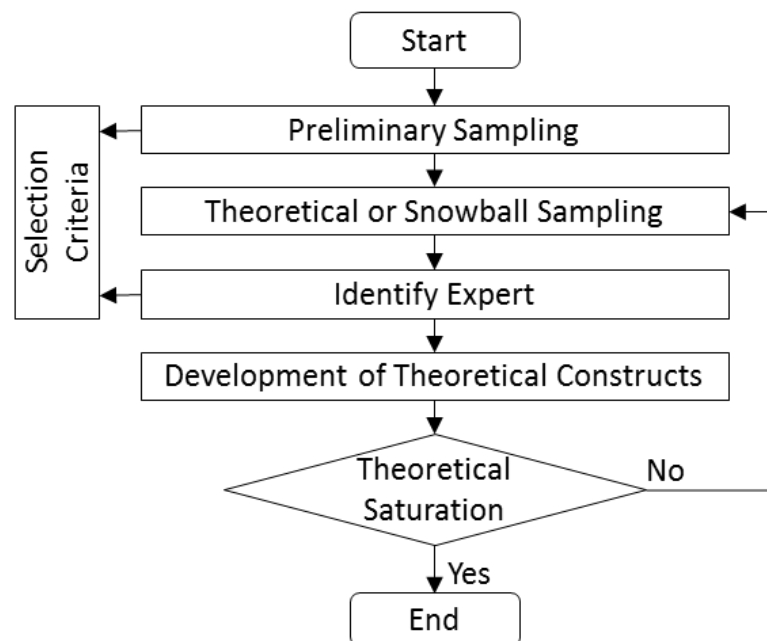 Start
Preliminary Sampling
Selection
Criteria
Theoretical or Snowball Sampling
Identify Expert
Development of Theoretical Constructs
Theoretical
Saturation
No
Yes
End